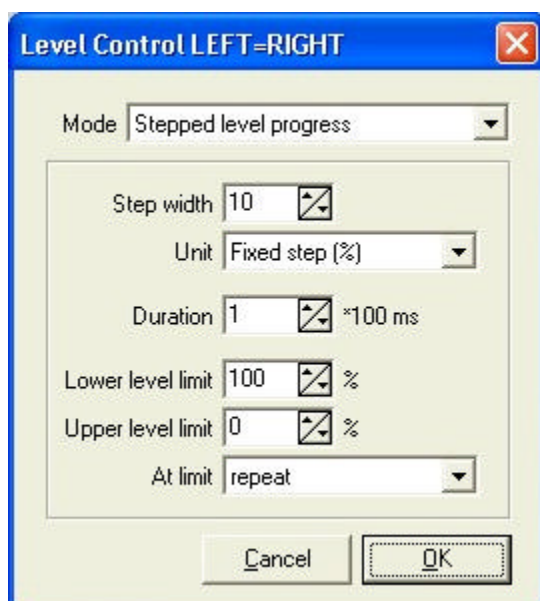 Level Control LEFT=RIGHT
Mode Stepped level progress
Step width 10
Unit Fixed step (%)
Duration 1 *100 ms
Lower level limit 100 %
Upper level limit 0 %
At limit repeat
Cancel OK